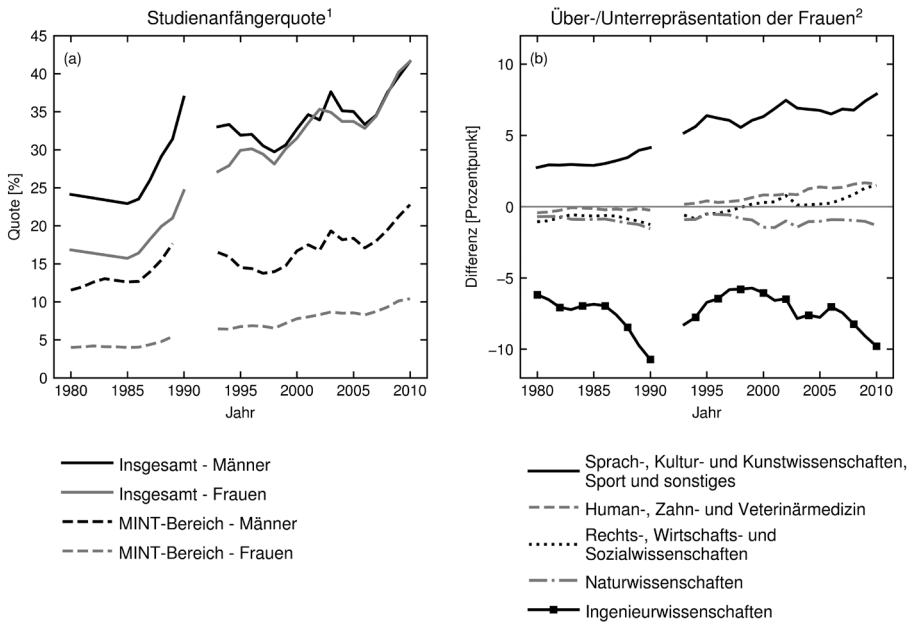 Studienanfängerquote¹
(a)
Quote [%]
45
40
35
30
25
20
15
10
5
0
1980 1985 1990 1995 2000 2005 2010
Jahr
Insgesamt - Männer
Insgesamt - Frauen
MINT-Bereich - Männer
MINT-Bereich - Frauen
Über-/Unterrepräsentation der Frauen²
(b)
Differenz [Prozentpunkt]
10
5
0
−5
−10
1980 1985 1990 1995 2000 2005 2010
Jahr
Sprach-, Kultur- und Kunstwissenschaften,
Sport und sonstiges
Human-, Zahn- und Veterinärmedizin
Rechts-, Wirtschafts- und
Sozialwissenschaften
Naturwissenschaften
Ingenieurwissenschaften